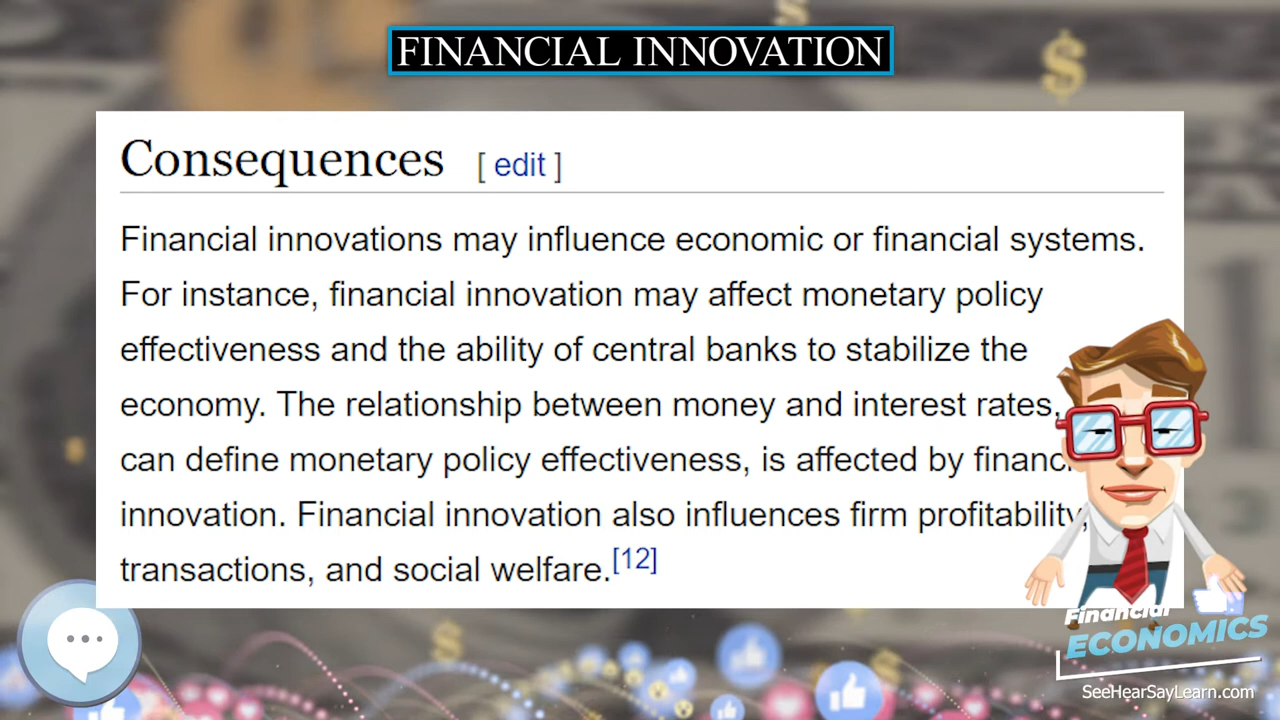 FINANCIAL INNOVATION
Consequences [ edit ]
Financial innovations may influence economic or financial systems.
For instance, financial innovation may affect monetary policy
effectiveness and the ability of central banks to stabilize the
economy. The relationship between money and interest rates,
can define monetary policy effectiveness, is affected by
innovation. Financial innovation also influences firm profitability,
transactions, and social welfare.[12]
Financial
ECONOMICS
SeeHearSayLearn.com